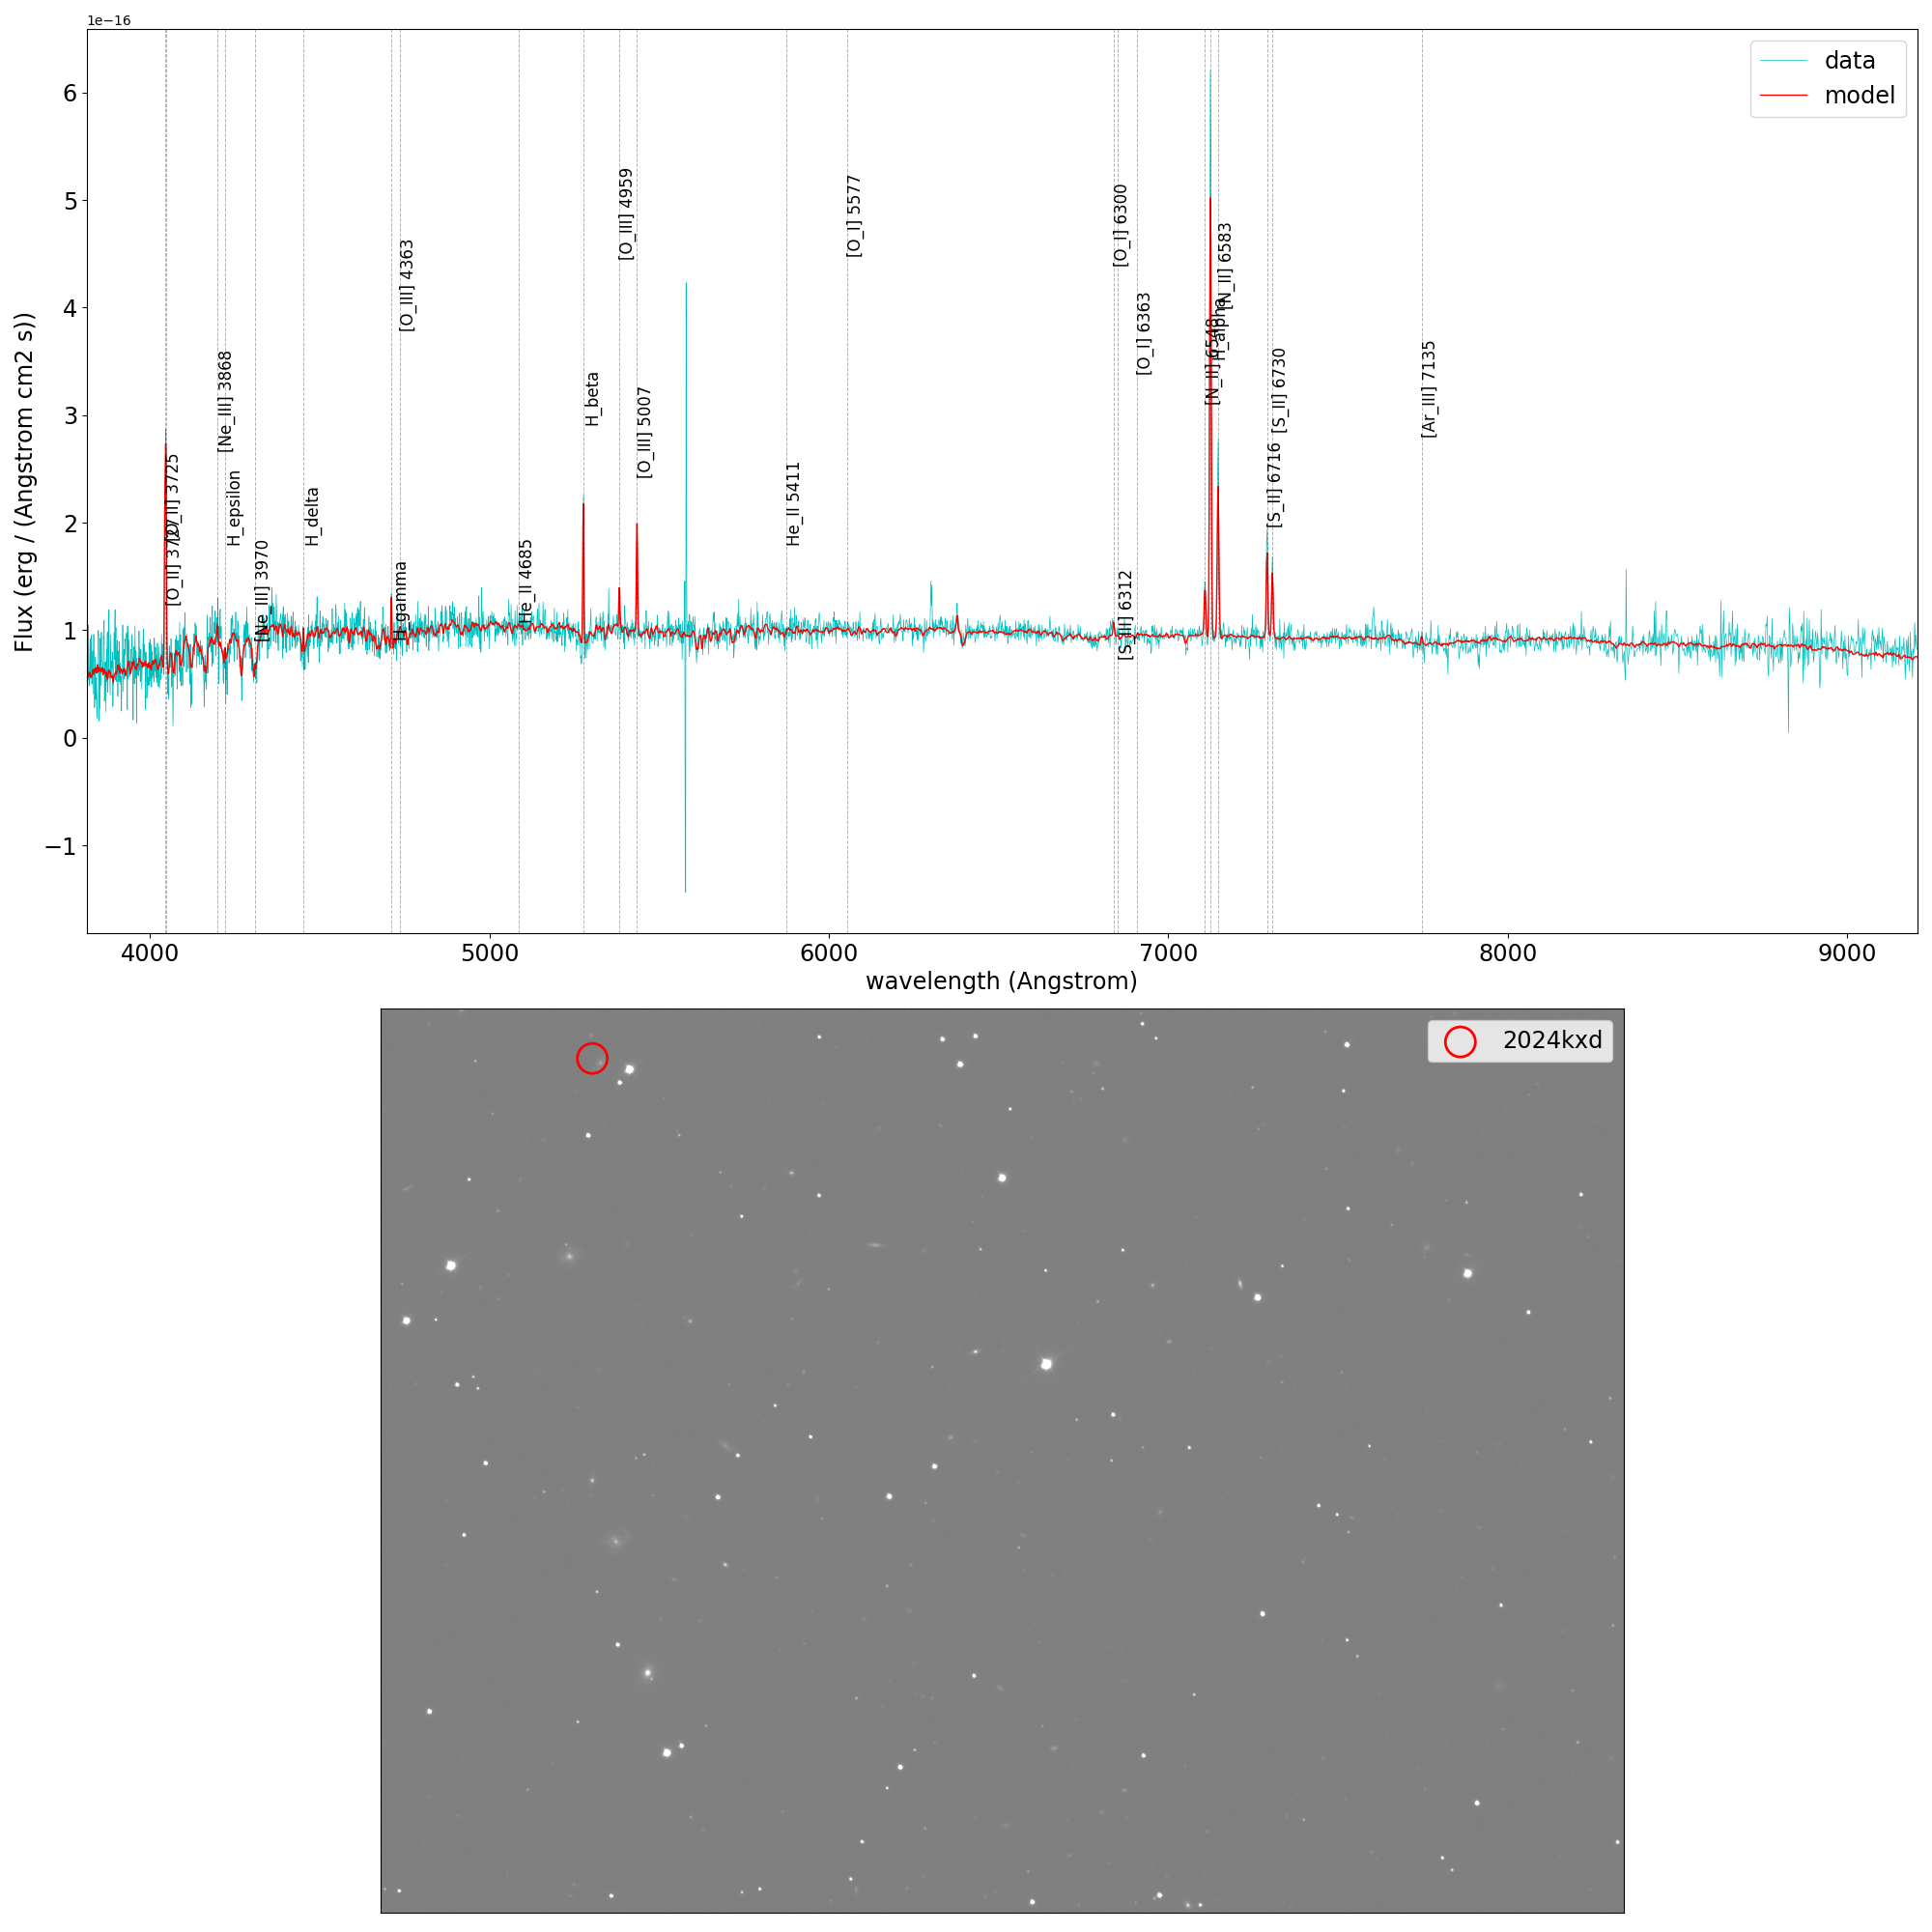 1e−16
data
model
Flux (erg / (Angstrom cm2 s))
6
5
4
3
2
1
0
−1
[O_II] 3727
[O_II] 3725
[Ne_III] 3868
H_epsilon
[Ne_III] 3970
H_delta
H_gamma
[O_III] 4363
He_II 4685
H_beta
[O_III] 4959
[O_III] 5007
He_II 5411
[O_I] 5577
[O_I] 6300
[S_III] 6312
[O_I] 6363
[N_II] 6548
H_alpha
[N_II] 6583
[S_II] 6716
[S_II] 6730
[Ar_III] 7135
4000 5000 6000 7000 8000 9000
wavelength (Angstrom)
2024kxd